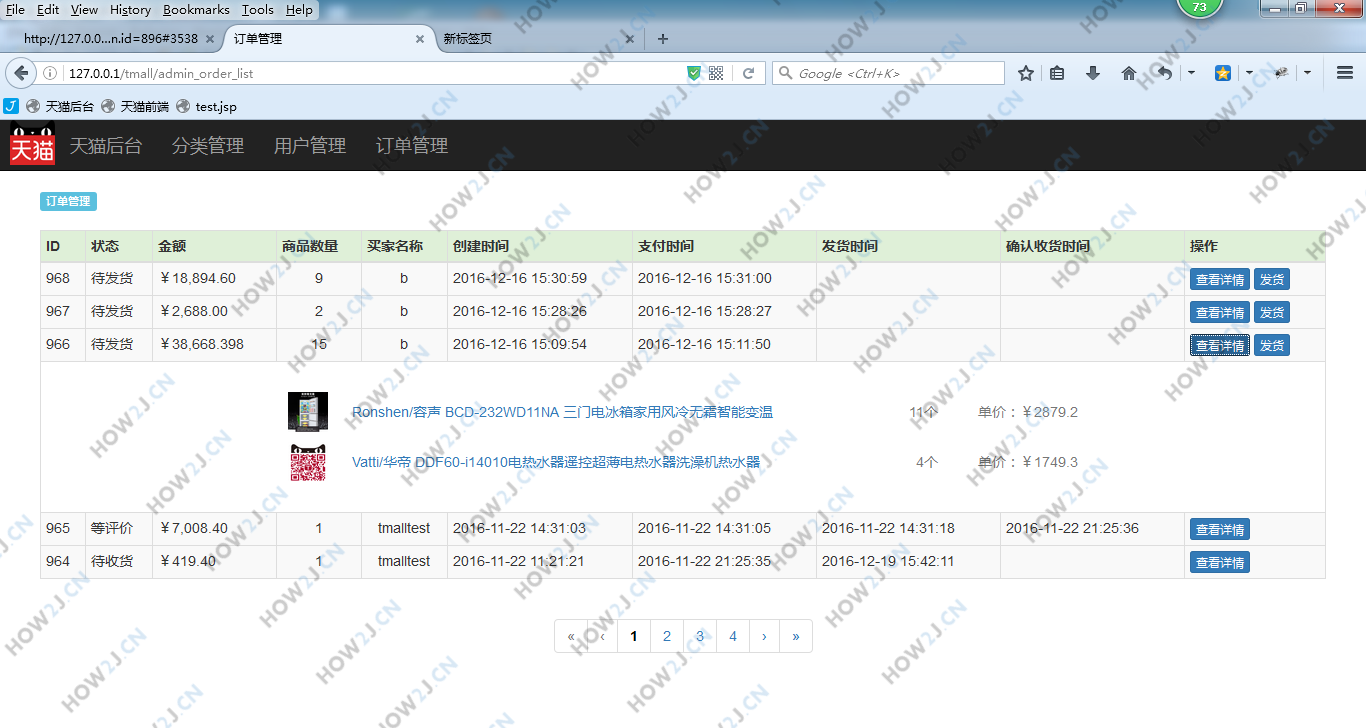 File Edit View History Bookmarks Tools Help
73
http://127.0.0...n.id=896#3538 × 订单管理 × 新标签页 × +
127.0.0.1/tmall/admin_order_list Google <Ctrl+K>
J 天猫后台 天猫前端 test.jsp
天猫 天猫后台 分类管理 用户管理 订单管理
订单管理
ID 状态 金额 商品数量 买家名称 创建时间 支付时间 发货时间 确认收货时间 操作
968 待发货 ¥18,894.60 9 b 2016-12-16 15:30:59 2016-12-16 15:31:00 查看详情 发货
967 待发货 ¥2,688.00 2 b 2016-12-16 15:28:26 2016-12-16 15:28:27 查看详情 发货
966 待发货 ¥38,668.398 15 b 2016-12-16 15:09:54 2016-12-16 15:11:50 查看详情 发货
Ronshen/容声 BCD-232WD11NA 三门电冰箱家用风冷无霜智能变温 11个 单价：¥2879.2
Vatti/华帝 DDF60-i14010电热水器遥控超薄电热水器洗澡机热水器 4个 单价：¥1749.3
965 等评价 ¥7,008.40 1 tmalltest 2016-11-22 14:31:03 2016-11-22 14:31:05 2016-11-22 14:31:18 2016-11-22 21:25:36 查看详情
964 待收货 ¥419.40 1 tmalltest 2016-11-22 11:21:21 2016-11-22 21:25:35 2016-12-19 15:42:11 查看详情
« ‹ 1 2 3 4 › »
HOW2J.CN